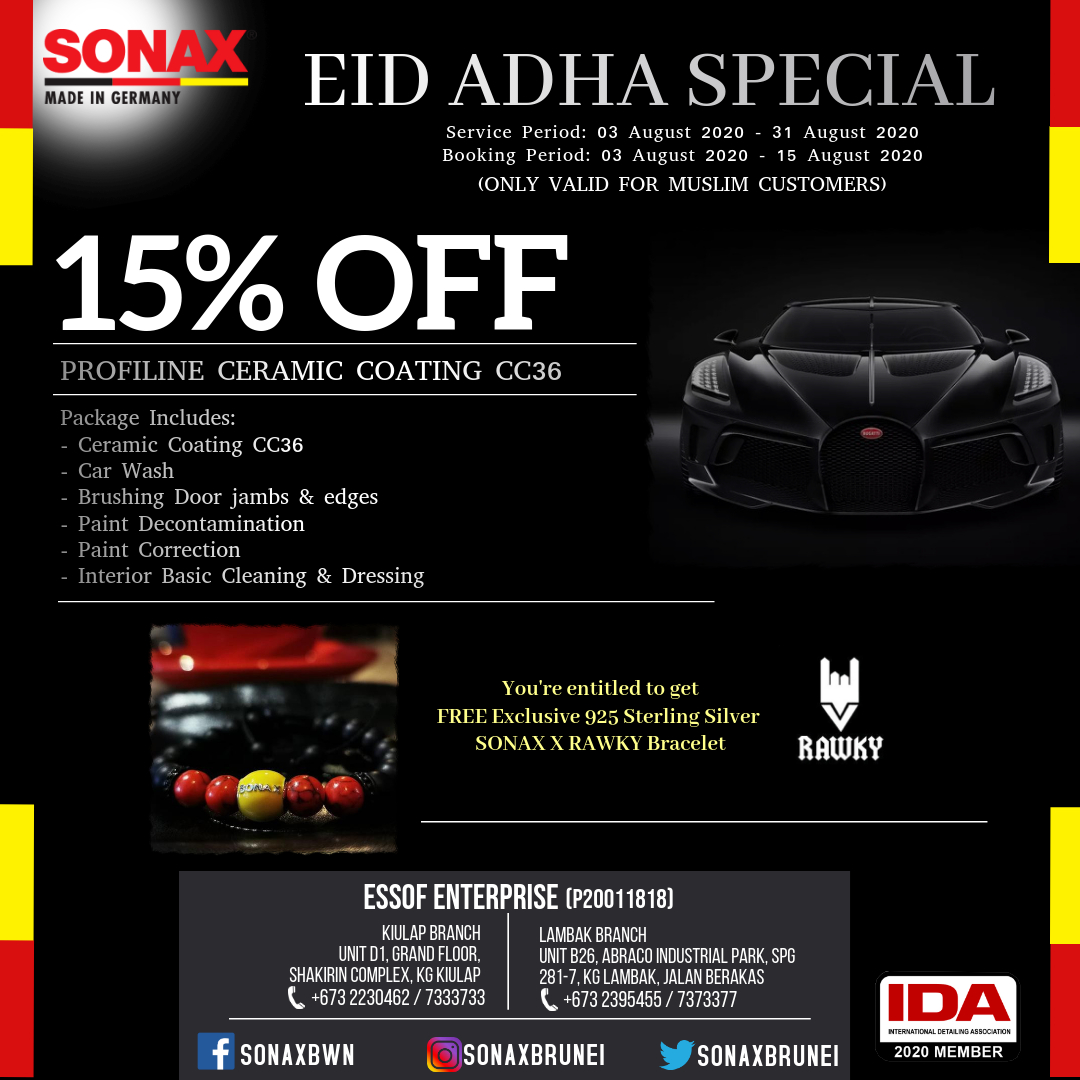 SONAX
MADE IN GERMANY
EID ADHA SPECIAL
Service Period: 03 August 2020 - 31 August 2020
Booking Period: 03 August 2020 - 15 August 2020
(ONLY VALID FOR MUSLIM CUSTOMERS)
15% OFF
PROFILINE CERAMIC COATING CC36
Package Includes:
- Ceramic Coating CC36
- Car Wash
- Brushing Door jambs & edges
- Paint Decontamination
- Paint Correction
- Interior Basic Cleaning & Dressing
BUGATTI
SONAX
You're entitled to get
FREE Exclusive 925 Sterling Silver
SONAX X RAWKY Bracelet
RAWKY
ESSOF ENTERPRISE (P20011818)
KIULAP BRANCH
UNIT D1, GRAND FLOOR,
SHAKIRIN COMPLEX, KG KIULAP
+673 2230462 / 7333733
LAMBAK BRANCH
UNIT B26, ABRACO INDUSTRIAL PARK, SPG
281-7, KG LAMBAK, JALAN BERAKAS
+673 2395455 / 7373377
SONAXBWN
SONAXBRUNEI
SONAXBRUNEI
IDA
INTERNATIONAL DETAILING ASSOCIATION
2020 MEMBER